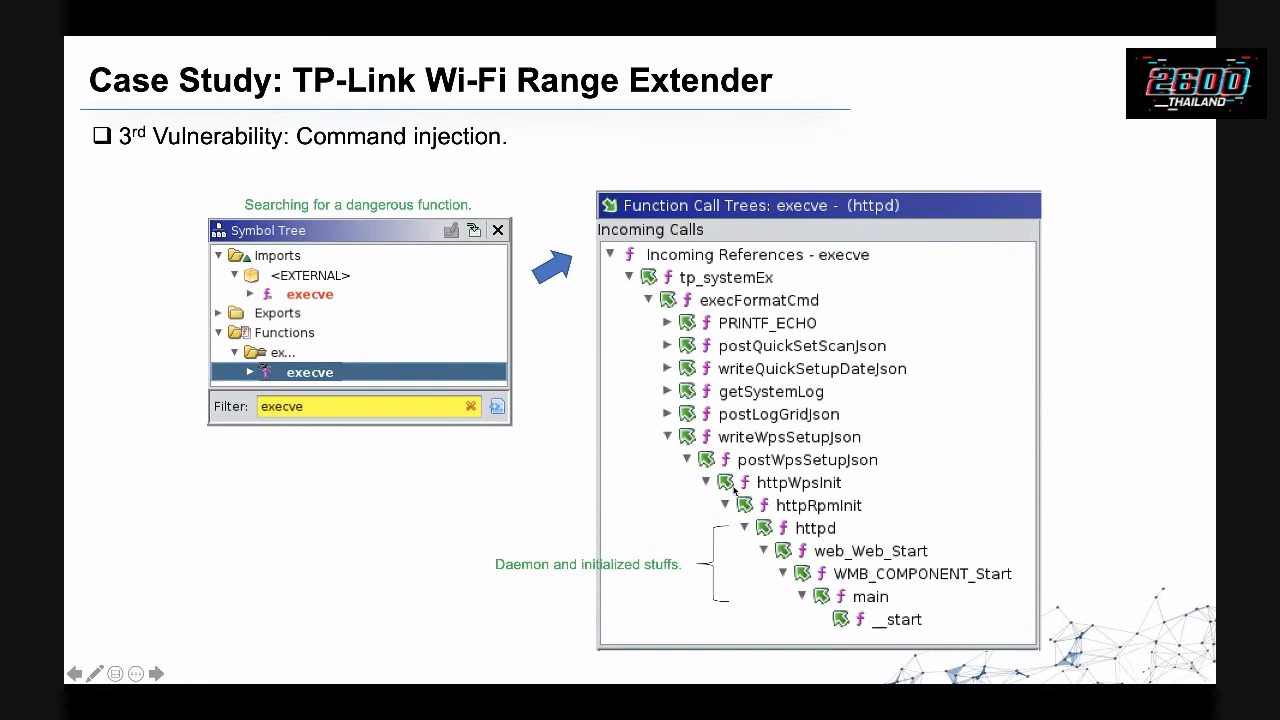 Case Study: TP-Link Wi-Fi Range Extender
2600
THAILAND
❑ 3rd Vulnerability: Command injection.
Searching for a dangerous function.
Symbol Tree
Imports
<EXTERNAL>
f execve
Exports
Functions
ex...
f execve
Filter: execve
Function Call Trees: execve - (httpd)
Incoming Calls
f Incoming References - execve
f tp_systemEx
f execFormatCmd
f PRINTF_ECHO
f postQuickSetScanJson
f writeQuickSetupDateJson
f getSystemLog
f postLogGridJson
f writeWpsSetupJson
f postWpsSetupJson
f httpWpsInit
f httpRpmInit
f httpd
f web_Web_Start
f WMB_COMPONENT_Start
f main
f __start
Daemon and initialized stuffs.